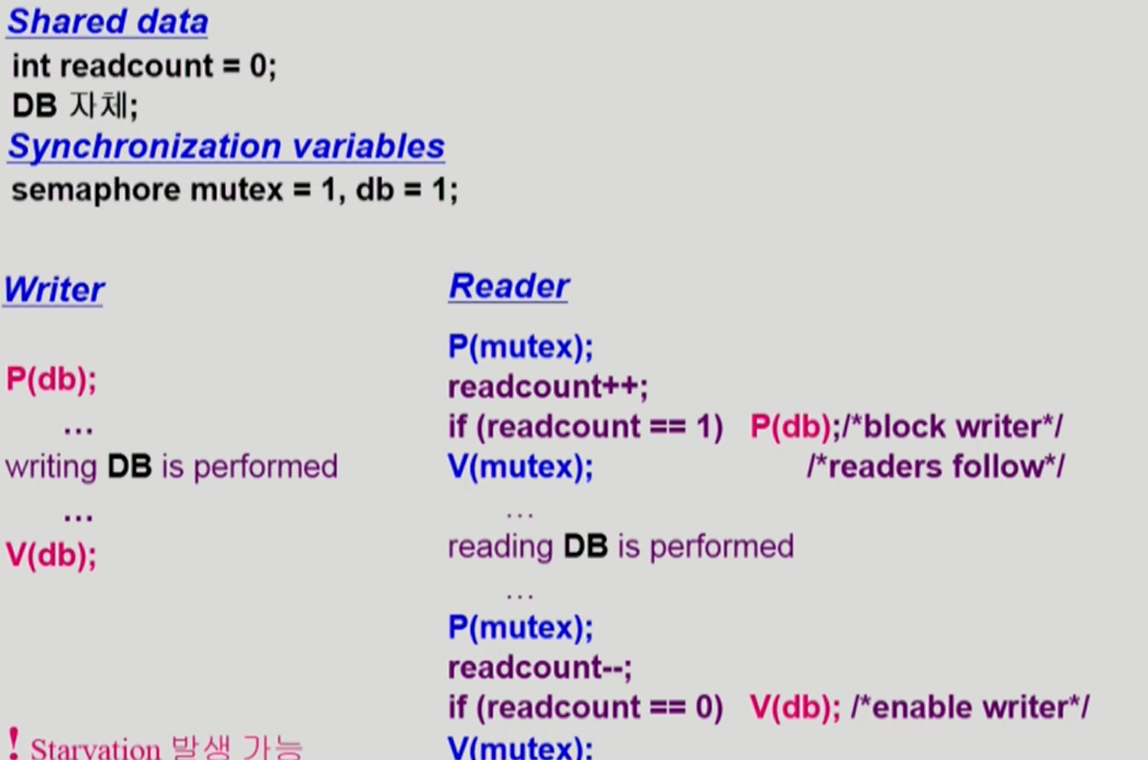 Shared data
int readcount = 0;
DB 자체;
Synchronization variables
semaphore mutex = 1, db = 1;
Writer
P(db);
...
writing DB is performed
...
V(db);
! Starvation 발생 가능
Reader
P(mutex);
readcount++;
if (readcount == 1) P(db);/*block writer*/
V(mutex); /*readers follow*/
...
reading DB is performed
...
P(mutex);
readcount--;
if (readcount == 0) V(db); /*enable writer*/
V(mutex);